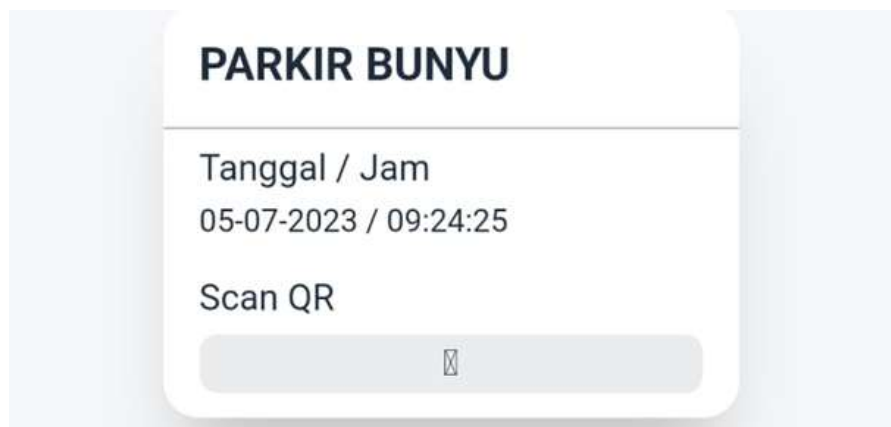 PARKIR BUNYU
Tanggal / Jam
05-07-2023 / 09:24:25
Scan QR